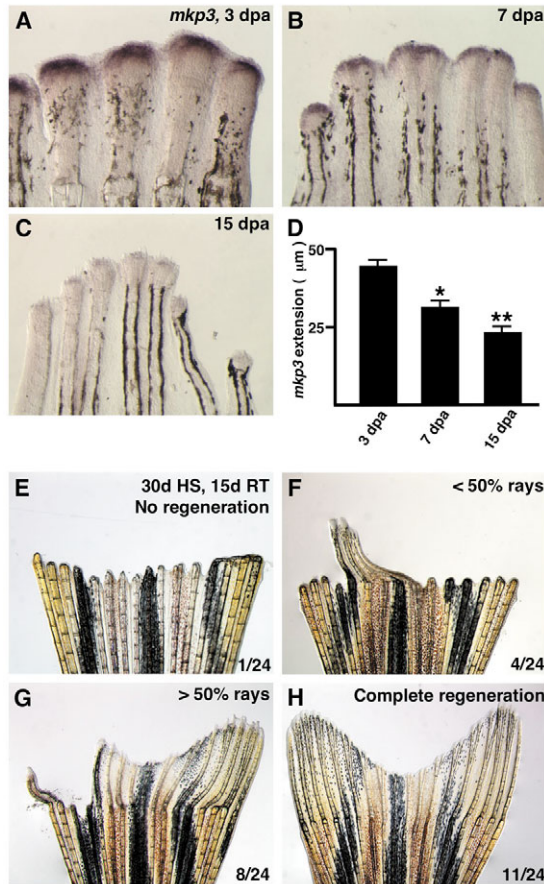 A
mkp3, 3 dpa
B
7 dpa
C
15 dpa
D
mkp3 extension ( μm)
50
25
*
**
3 dpa
7 dpa
15 dpa
E
30d HS, 15d RT
No regeneration
1/24
F
< 50% rays
4/24
G
> 50% rays
8/24
H
Complete regeneration
11/24